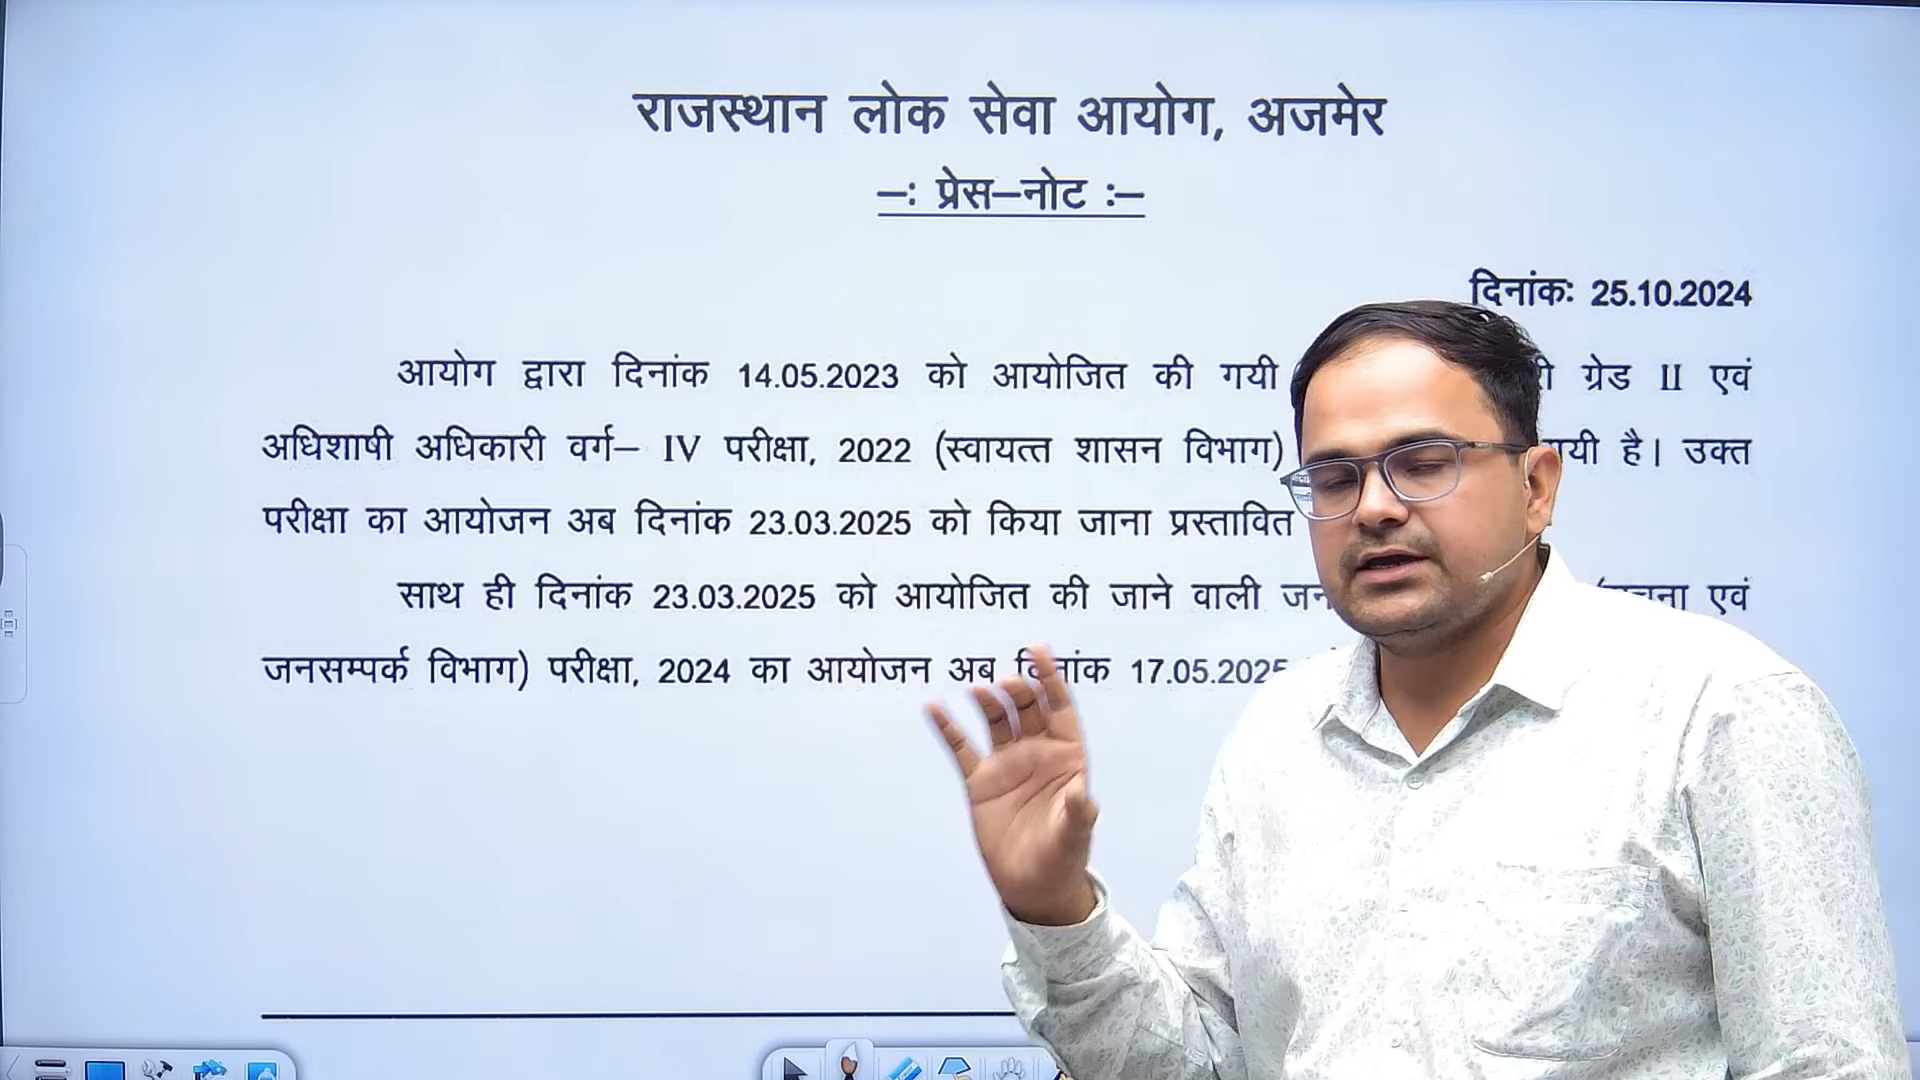 राजस्थान लोक सेवा आयोग, अजमेर
–: प्रेस–नोट :–
दिनांकः 25.10.2024
आयोग द्वारा दिनांक 14.05.2023 को आयोजित की गयी ग्रेड II एवं
अधिशाषी अधिकारी वर्ग– IV परीक्षा, 2022 (स्वायत्त शासन विभाग) है। उक्त
परीक्षा का आयोजन अब दिनांक 23.03.2025 को किया जाना प्रस्तावित
साथ ही दिनांक 23.03.2025 को आयोजित की जाने वाली एवं
जनसम्पर्क विभाग) परीक्षा, 2024 का आयोजन अब दिनांक 17.05.2025